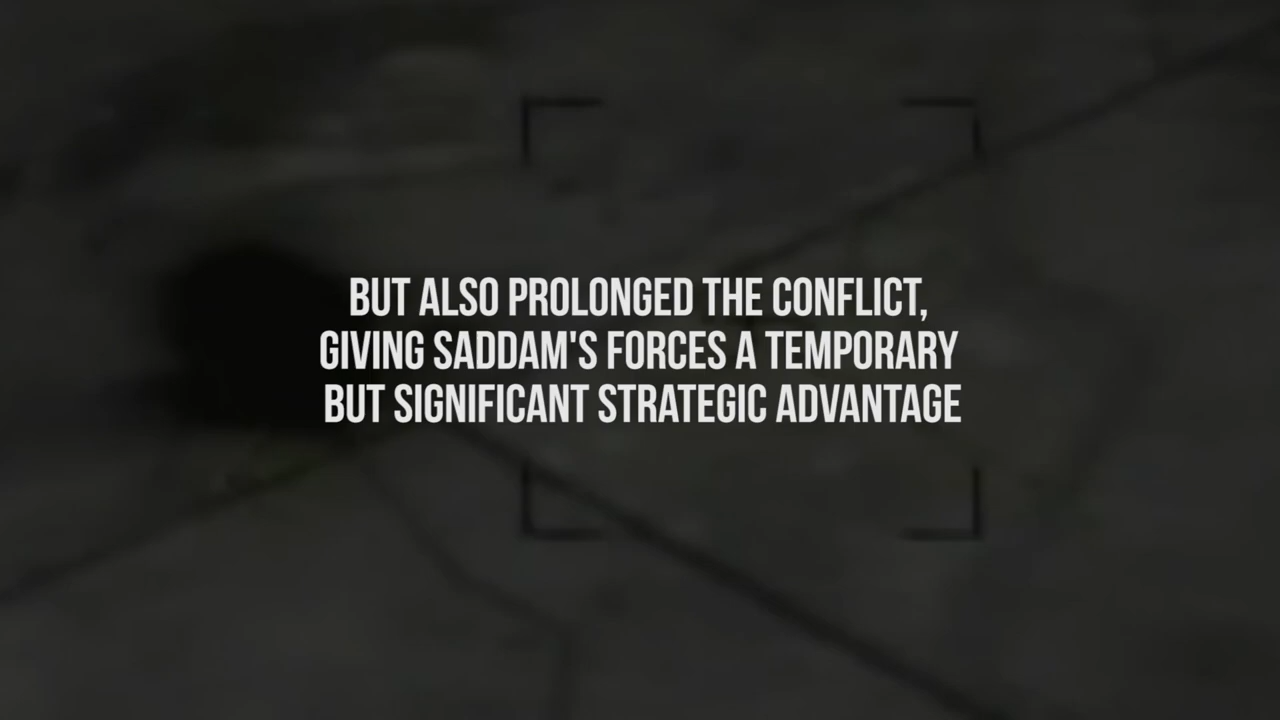 BUT ALSO PROLONGED THE CONFLICT,
GIVING SADDAM'S FORCES A TEMPORARY
BUT SIGNIFICANT STRATEGIC ADVANTAGE